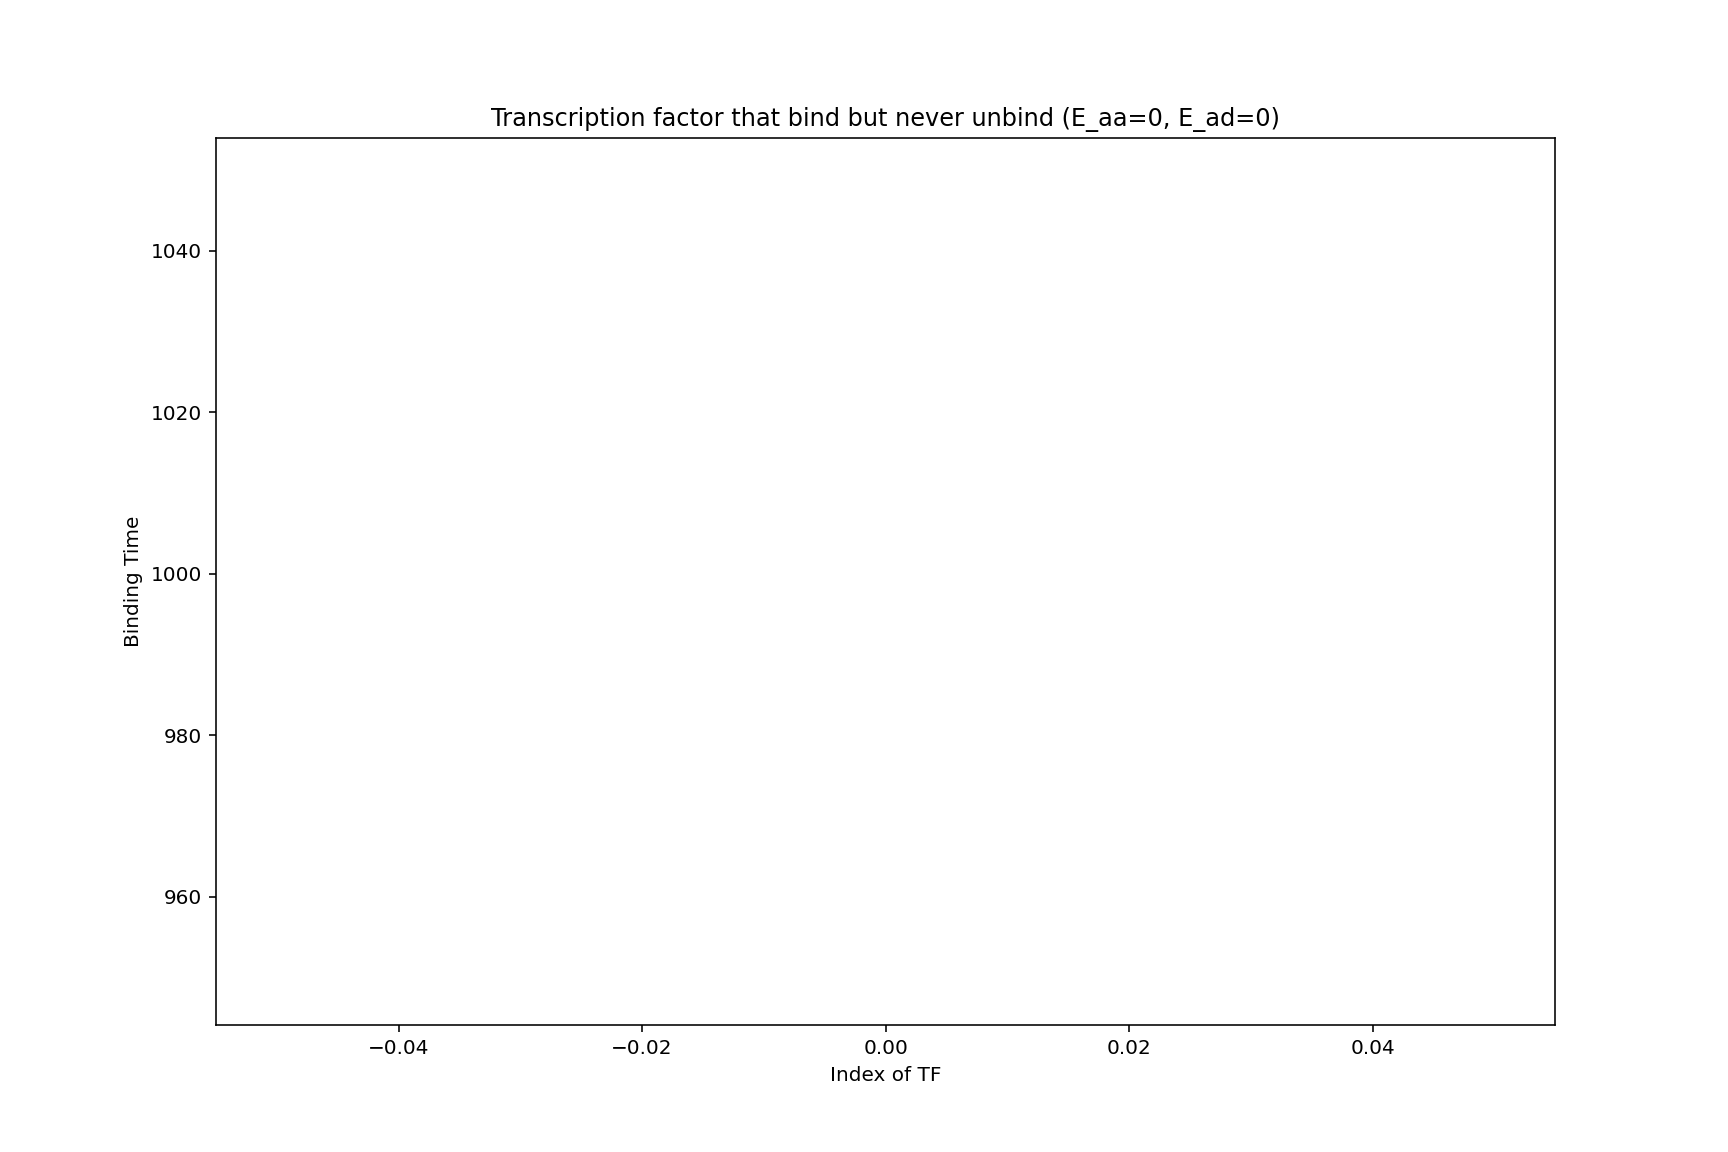 Transcription factor that bind but never unbind (E_aa=0, E_ad=0)
1040
1020
1000
980
960
Binding Time
−0.04 −0.02 0.00 0.02 0.04
Index of TF